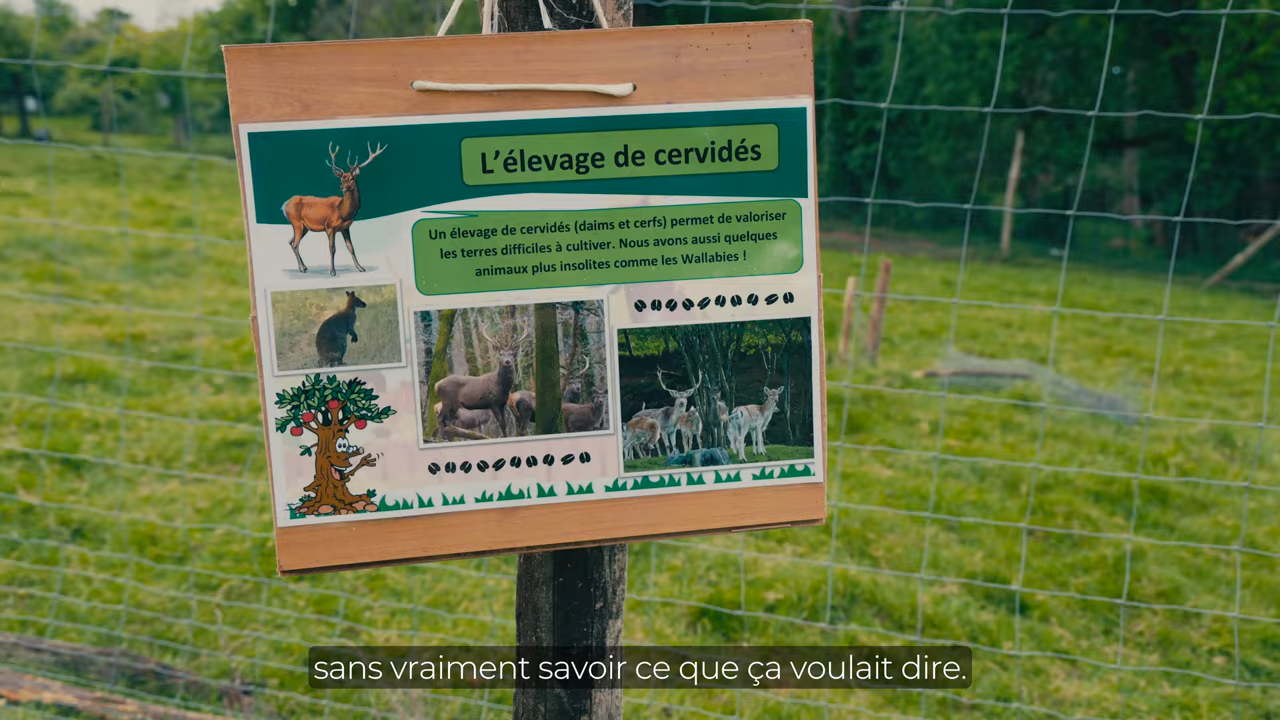 L’élevage de cervidés
Un élevage de cervidés (daims et cerfs) permet de valoriser
les terres difficiles à cultiver. Nous avons aussi quelques
animaux plus insolites comme les Wallabies !
sans vraiment savoir ce que ça voulait dire.